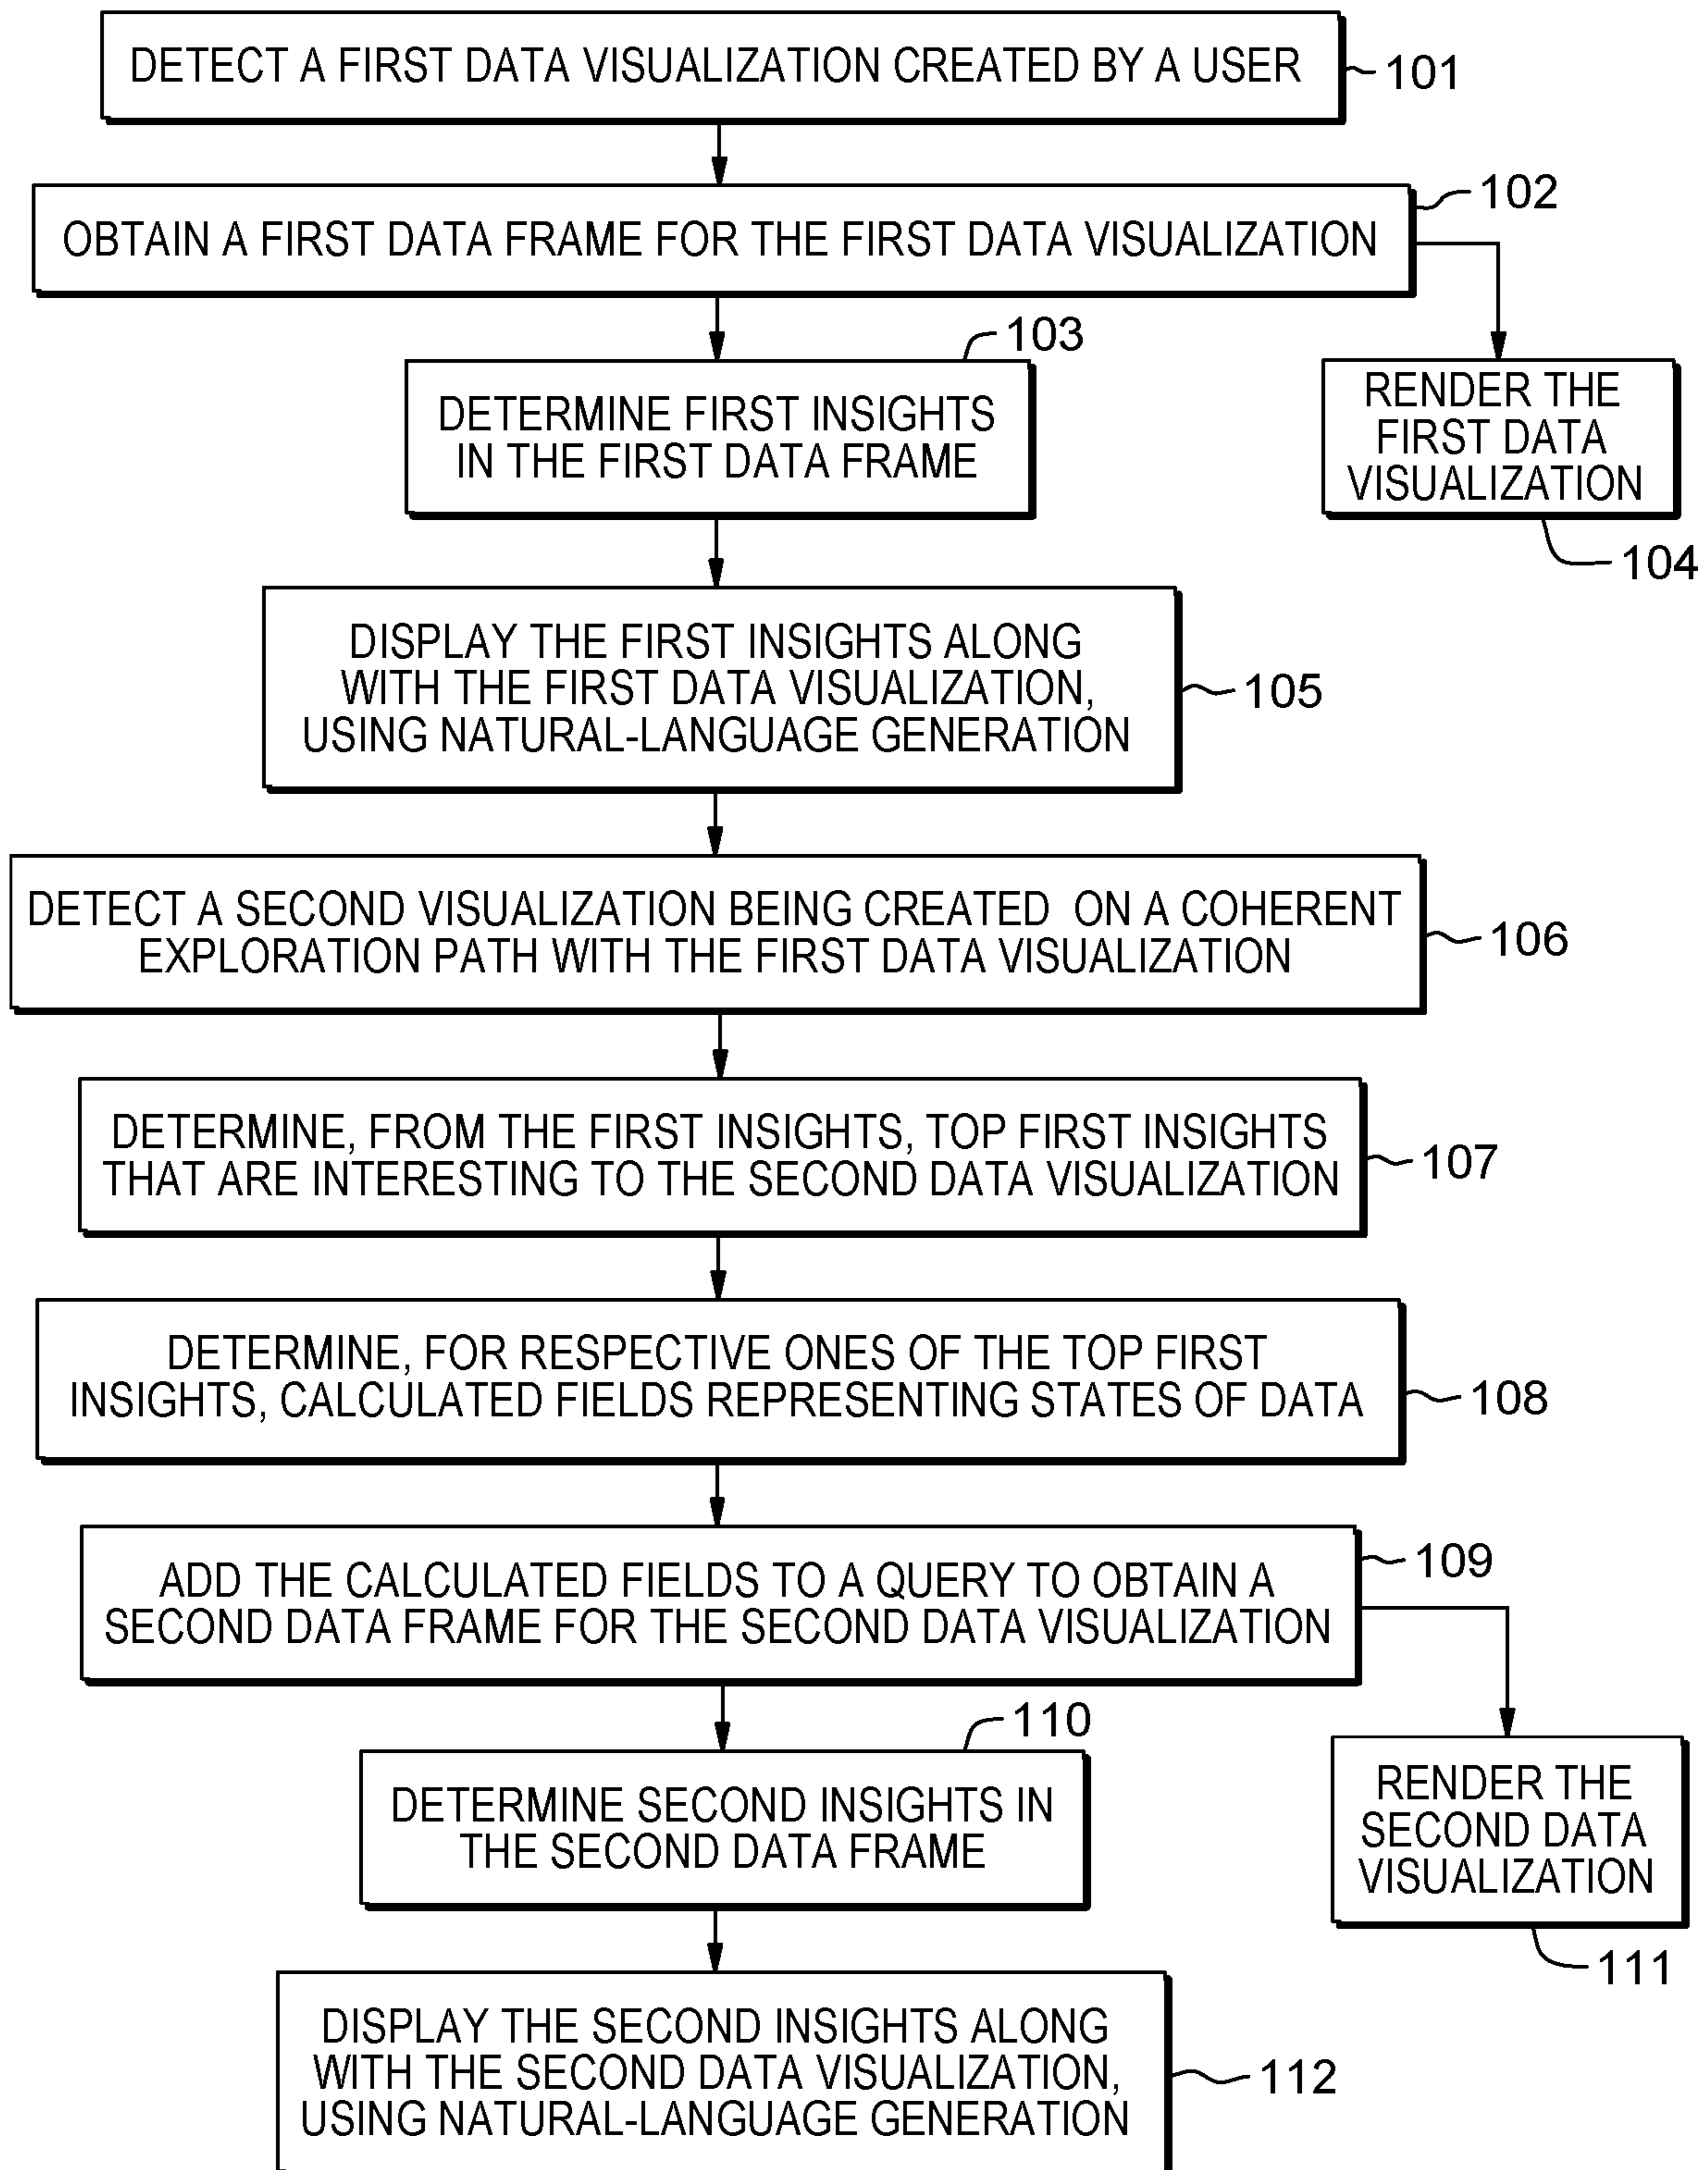 DETECT A FIRST DATA VISUALIZATION CREATED BY A USER
101
OBTAIN A FIRST DATA FRAME FOR THE FIRST DATA VISUALIZATION
102
DETERMINE FIRST INSIGHTS
IN THE FIRST DATA FRAME
103
RENDER THE
FIRST DATA
VISUALIZATION
104
DISPLAY THE FIRST INSIGHTS ALONG
WITH THE FIRST DATA VISUALIZATION,
USING NATURAL-LANGUAGE GENERATION
105
DETECT A SECOND VISUALIZATION BEING CREATED ON A COHERENT
EXPLORATION PATH WITH THE FIRST DATA VISUALIZATION
106
DETERMINE, FROM THE FIRST INSIGHTS, TOP FIRST INSIGHTS
THAT ARE INTERESTING TO THE SECOND DATA VISUALIZATION
107
DETERMINE, FOR RESPECTIVE ONES OF THE TOP FIRST
INSIGHTS, CALCULATED FIELDS REPRESENTING STATES OF DATA
108
ADD THE CALCULATED FIELDS TO A QUERY TO OBTAIN A
SECOND DATA FRAME FOR THE SECOND DATA VISUALIZATION
109
DETERMINE SECOND INSIGHTS IN
THE SECOND DATA FRAME
110
RENDER THE
SECOND DATA
VISUALIZATION
111
DISPLAY THE SECOND INSIGHTS ALONG
WITH THE SECOND DATA VISUALIZATION,
USING NATURAL-LANGUAGE GENERATION
112